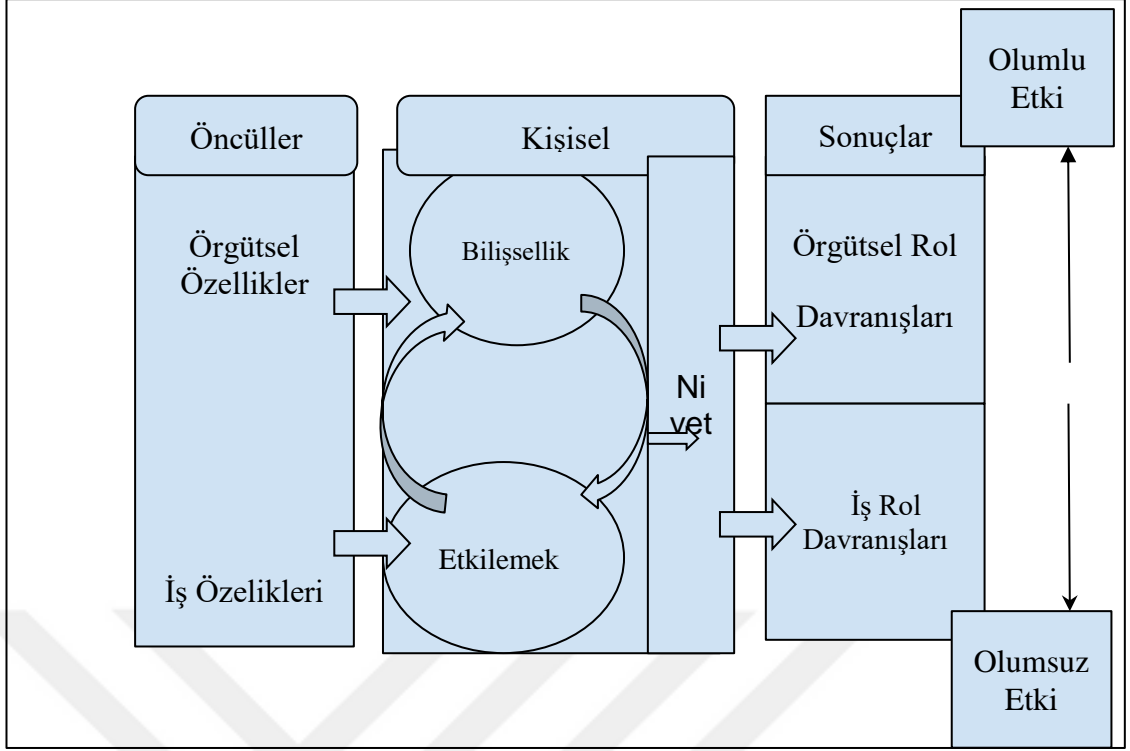 Olumlu
Etki
Öncüller
Kişisel
Sonuçlar
Örgütsel
Özellikler
İş Özelikleri
Bilişsellik
Etkilemek
Ni
yet
Örgütsel Rol
Davranışları
İş Rol
Davranışları
Olumsuz
Etki